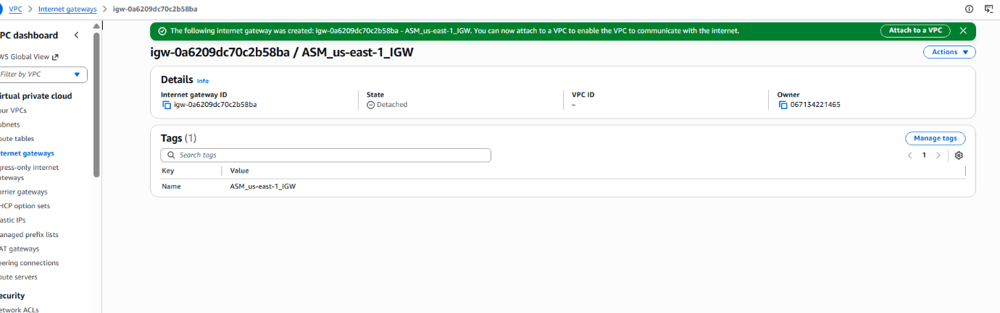 VPC > Internet gateways > igw-0a6209dc70c2b58ba
PC dashboard
WS Global View
Filter by VPC
irtual private cloud
our VPCs
ubnets
oute tables
ternet gateways
gress-only internet
ateways
arrier gateways
HCP option sets
astic IPs
anaged prefix lists
AT gateways
eering connections
oute servers
ecurity
etwork ACLs
The following internet gateway was created: igw-0a6209dc70c2b58ba - ASM_us-east-1_IGW. You can now attach to a VPC to enable the VPC to communicate with the internet.
Attach to a VPC
igw-0a6209dc70c2b58ba / ASM_us-east-1_IGW
Actions
Details Info
Internet gateway ID
igw-0a6209dc70c2b58ba
State
Detached
VPC ID
–
Owner
067134221465
Tags (1)
Manage tags
Search tags
1
Key Value
Name ASM_us-east-1_IGW